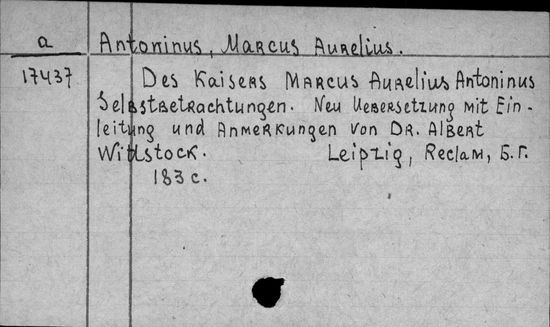 a Antoninus, Marcus Aurelius.
17437 Des Kaisers Marcus Aurelius Antoninus
Selbstbetrachtungen. Neu Uebersetzung mit Ein-
leitung und Anmerkungen von Dr. Albert
Wittstock. Leipzig, Reclam, Б.г.
183 с.